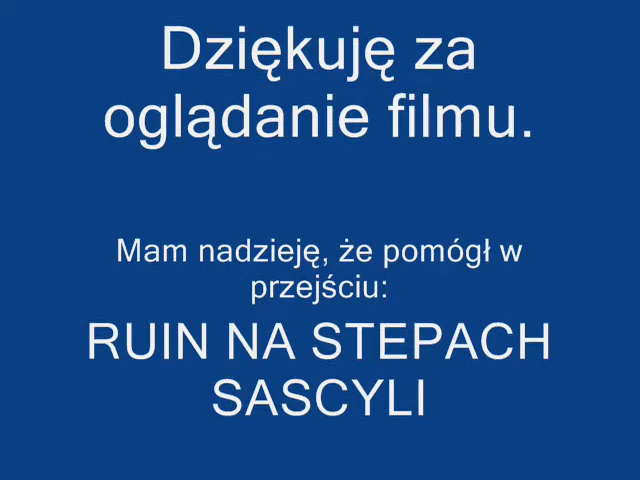 Dziękuję za
oglądanie filmu.
Mam nadzieję, że pomógł w
przejściu:
RUIN NA STEPACH
SASCYLI